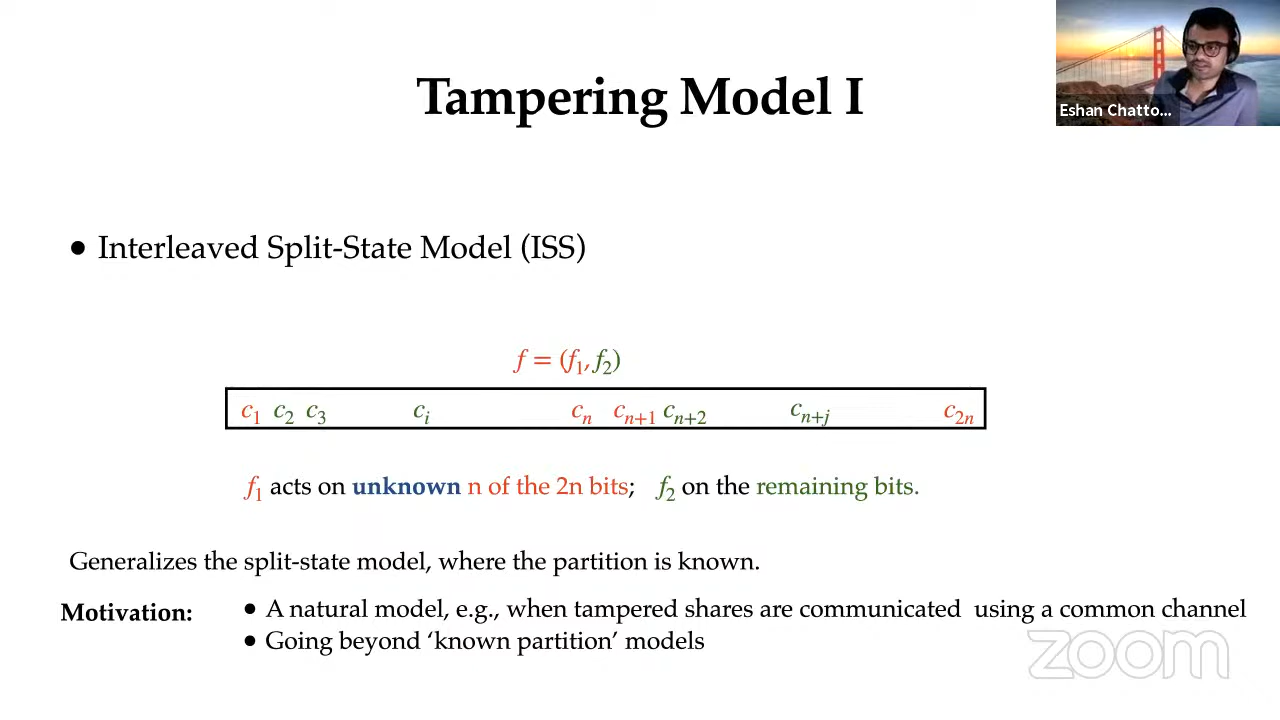 Tampering Model I
Eshan Chatto...
• Interleaved Split-State Model (ISS)
f = (f₁, f₂)
c₁ c₂ c₃ cᵢ cₙ cₙ₊₁ cₙ₊₂ cₙ₊ⱼ c₂ₙ
f₁ acts on unknown n of the 2n bits; f₂ on the remaining bits.
Generalizes the split-state model, where the partition is known.
Motivation: • A natural model, e.g., when tampered shares are communicated using a common channel
• Going beyond ‘known partition’ models
zoom